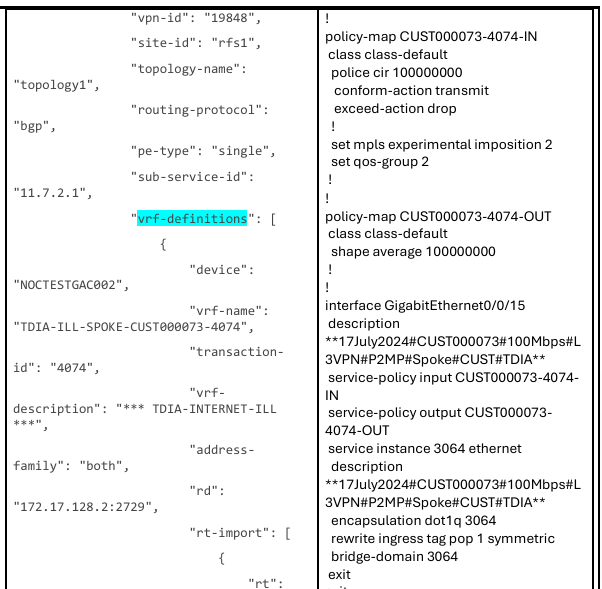 "vpn-id": "19848",
"site-id": "rfs1",
"topology-name":
"topology1",
"routing-protocol":
"bgp",
"pe-type": "single",
"sub-service-id":
"11.7.2.1",
"vrf-definitions": [
{
"device":
"NOCTESTGAC002",
"vrf-name":
"TDIA-ILL-SPOKE-CUST000073-4074",
"transaction-
id": "4074",
"vrf-
description": "*** TDIA-INTERNET-ILL
***",
"address-
family": "both",
"rd":
"172.17.128.2:2729",
"rt-import": [
{
"rt":
!
policy-map CUST000073-4074-IN
class class-default
police cir 100000000
conform-action transmit
exceed-action drop
!
set mpls experimental imposition 2
set qos-group 2
!
!
policy-map CUST000073-4074-OUT
class class-default
shape average 100000000
!
!
interface GigabitEthernet0/0/15
description
**17July2024#CUST000073#100Mbps#L
3VPN#P2MP#Spoke#CUST#TDIA**
service-policy input CUST000073-4074-
IN
service-policy output CUST000073-
4074-OUT
service instance 3064 ethernet
description
**17July2024#CUST000073#100Mbps#L
3VPN#P2MP#Spoke#CUST#TDIA**
encapsulation dot1q 3064
rewrite ingress tag pop 1 symmetric
bridge-domain 3064
exit